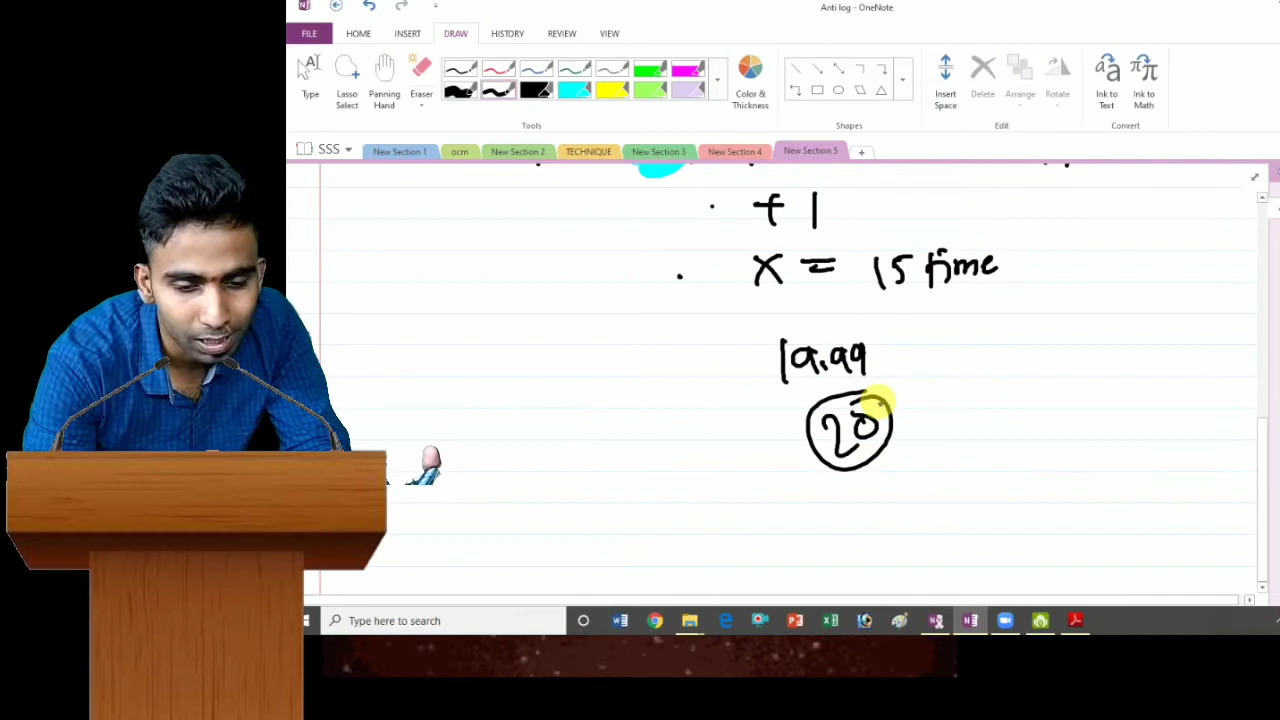 Anti log - OneNote
FILE HOME INSERT DRAW HISTORY REVIEW VIEW
Type
Lasso Select
Panning Hand
Eraser
Color & Thickness
Insert Space
Delete
Arrange
Rotate
Ink to Text
Ink to Math
Tools
Shapes
Edit
Convert
SSS New Section 1 ocm New Section 2 TECHNIQUE New Section 3 New Section 4 New Section 5
+ 1
x = 15 time
19.99
20
Type here to search